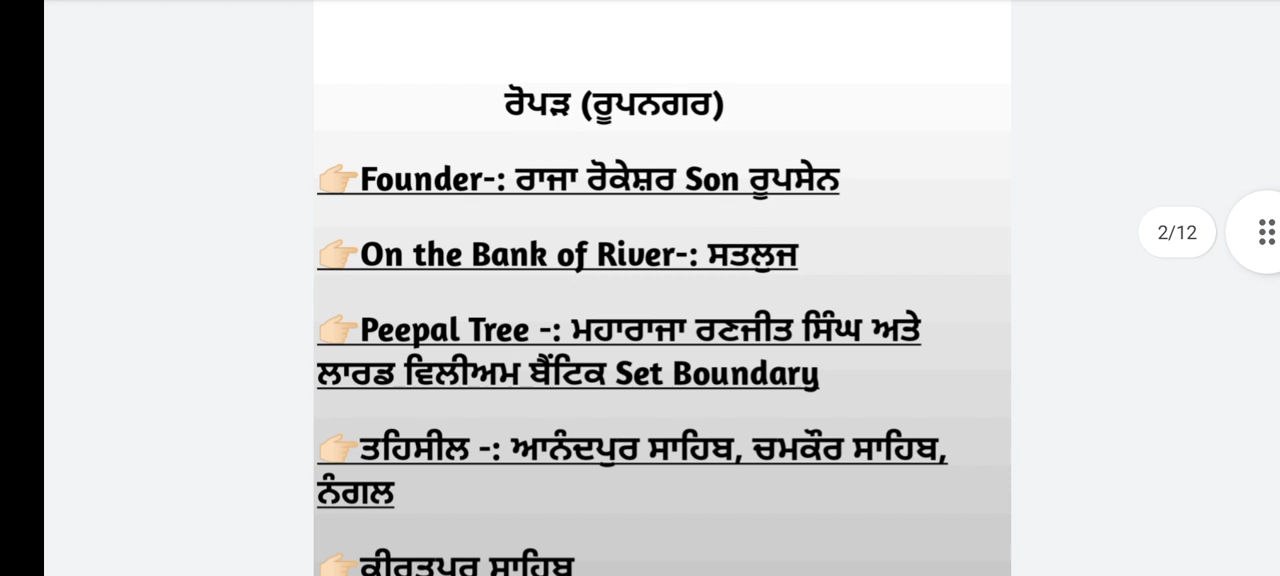 ਰੋਪੜ (ਰੂਪਨਗਰ)
👉🏻Founder-: ਰਾਜਾ ਰੋਕੇਸ਼ਰ Son ਰੂਪਸੇਨ
👉🏻On the Bank of River-: ਸਤਲੁਜ
2/12
👉🏻Peepal Tree -: ਮਹਾਰਾਜਾ ਰਣਜੀਤ ਸਿੰਘ ਅਤੇ
ਲਾਰਡ ਵਿਲੀਅਮ ਬੈਂਟਿਕ Set Boundary
👉🏻ਤਹਿਸੀਲ -: ਆਨੰਦਪੁਰ ਸਾਹਿਬ, ਚਮਕੌਰ ਸਾਹਿਬ,
ਨੰਗਲ
👉🏻ਕੀਰਤਪੁਰ ਸਾਹਿਬ